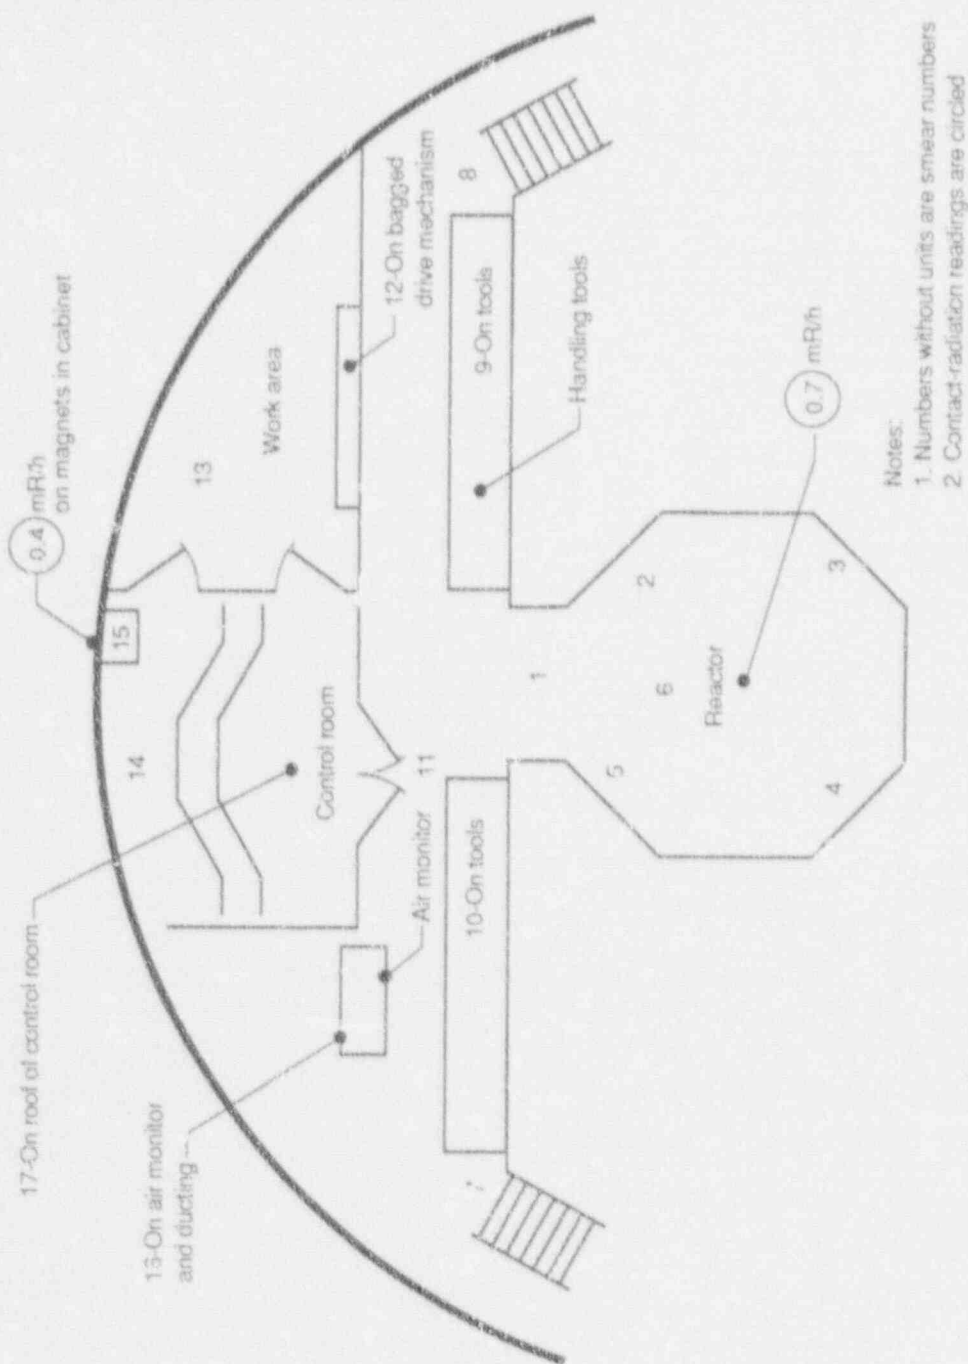 17-On roof of control room
0.4 mR/h
on magnets in cabinet
16-On air monitor
and ducting
14
15
13
Work area
Control room
12-On bagged
drive mechanism
Air monitor
11
8
10-On tools
9-On tools
Handling tools
1
5
6
2
Reactor
4
3
0.7 mR/h
Notes:
1. Numbers without units are smear numbers
2. Contact-radiation readings are circled